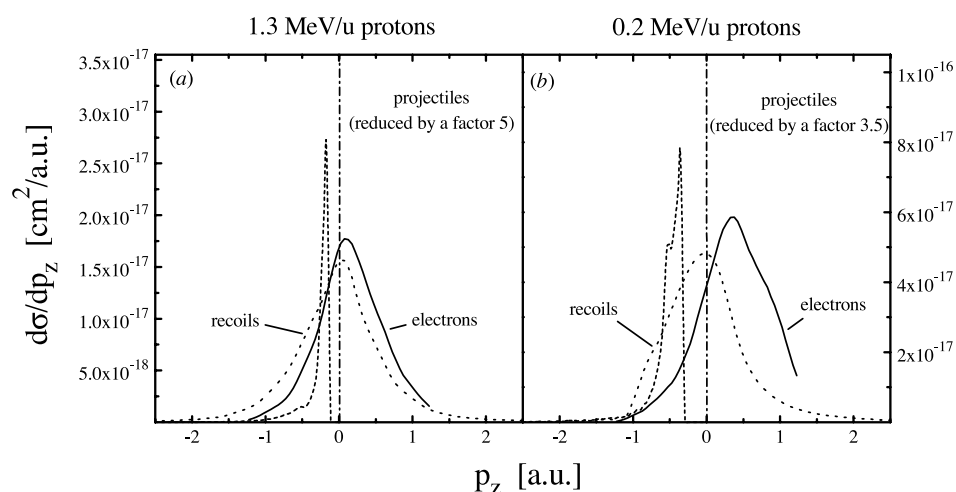 1.3 MeV/u protons
0.2 MeV/u protons
(a)
projectiles
(reduced by a factor 5)
recoils
electrons
(b)
projectiles
(reduced by a factor 3.5)
recoils
electrons
3.5x10⁻¹⁷
3.0x10⁻¹⁷
2.5x10⁻¹⁷
2.0x10⁻¹⁷
1.5x10⁻¹⁷
1.0x10⁻¹⁷
5.0x10⁻¹⁸
1x10⁻¹⁶
8x10⁻¹⁷
6x10⁻¹⁷
4x10⁻¹⁷
2x10⁻¹⁷
-2 -1 0 1 2
-2 -1 0 1 2
dσ/dp_z [cm²/a.u.]
p_z [a.u.]